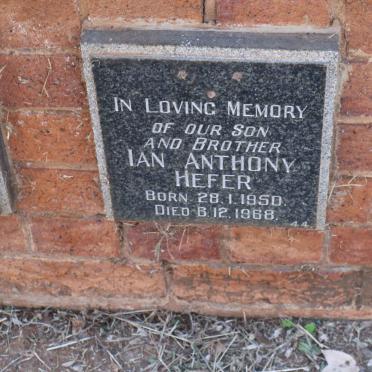 IN LOVING MEMORY
OF OUR SON
AND BROTHER
IAN ANTHONY
HEFER
BORN 28.1.1950.
DIED 6.12.1968.
44